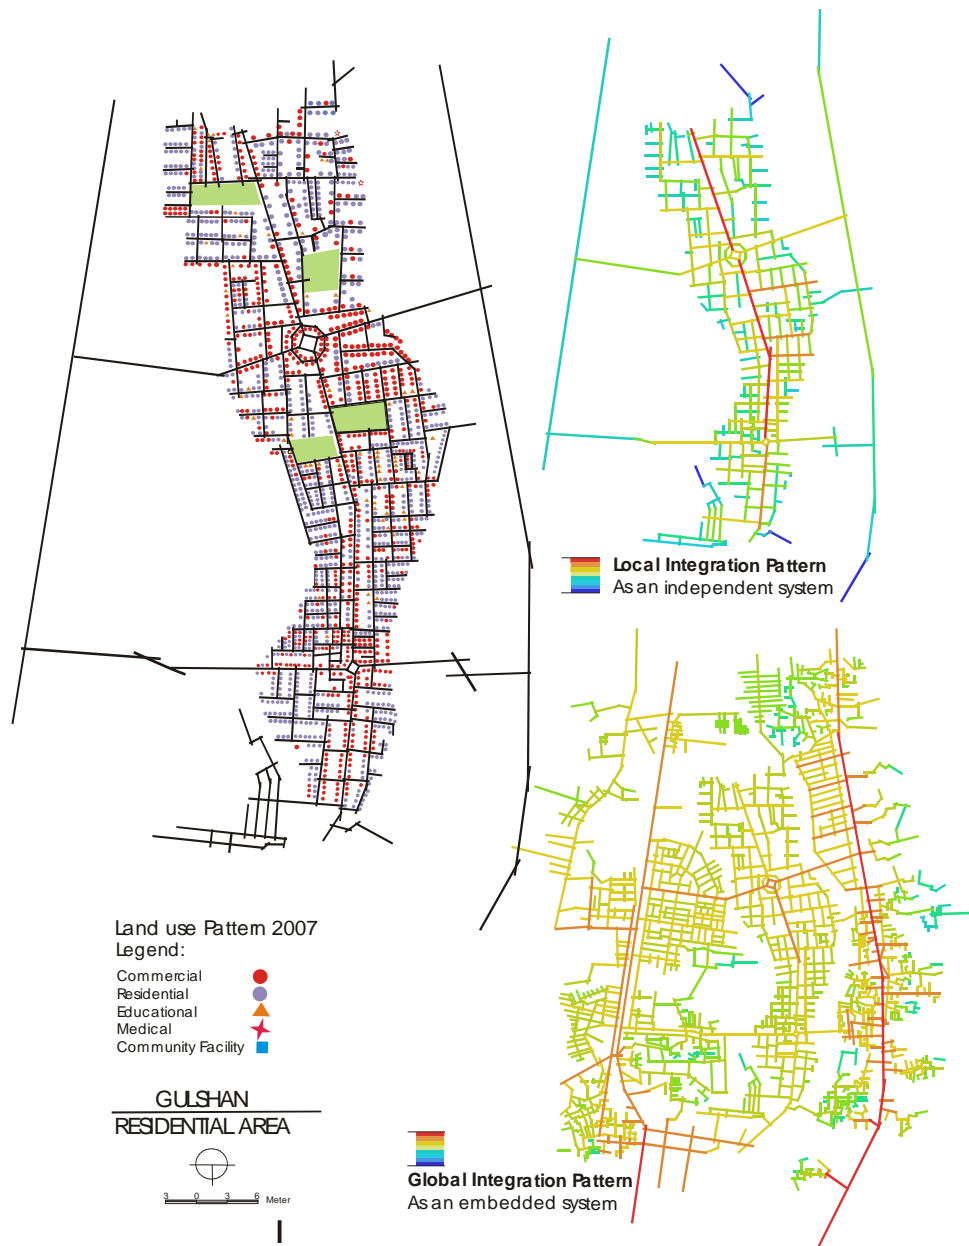 Local Integration Pattern
As an independent system
Land use Pattern 2007
Legend:
Commercial
Residential
Educational
Medical
Community Facility
GULSHAN
RESIDENTIAL AREA
3 0 3 6 Meter
Global Integration Pattern
As an embedded system